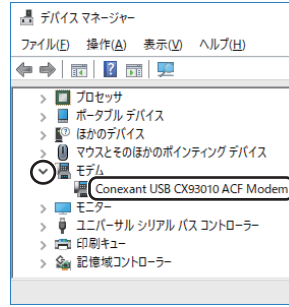 デバイス マネージャー
ファイル(F) 操作(A) 表示(V) ヘルプ(H)
プロセッサ
ポータブル デバイス
ほかのデバイス
マウスとそのほかのポインティング デバイス
モデム
Conexant USB CX93010 ACF Modem
モニター
ユニバーサル シリアル バス コントローラー
印刷キュー
記憶域コントローラー